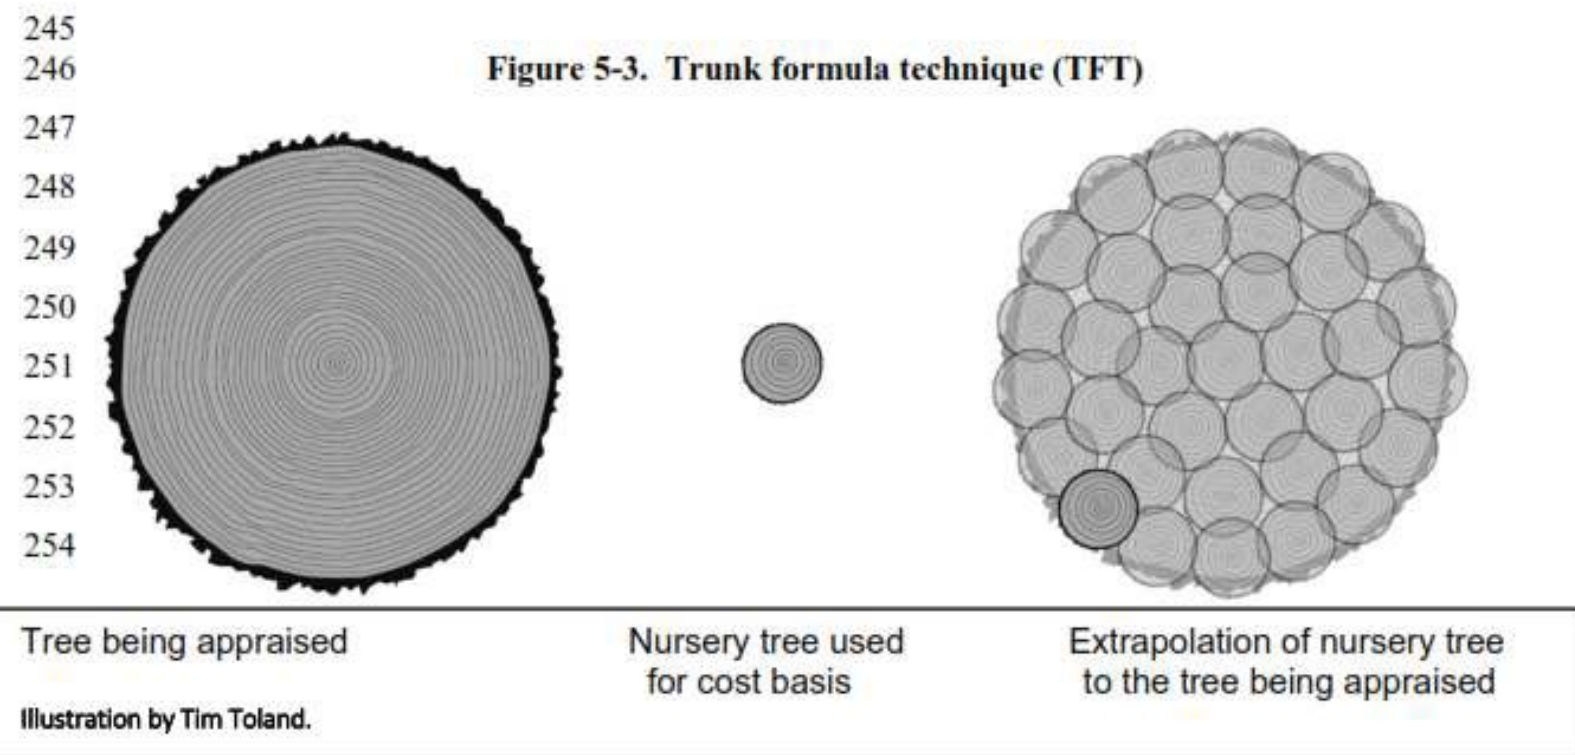 245
246
Figure 5-3. Trunk formula technique (TFT)
247
248
249
250
251
252
253
254
Tree being appraised
Nursery tree used
for cost basis
Extrapolation of nursery tree
to the tree being appraised
Illustration by Tim Toland.